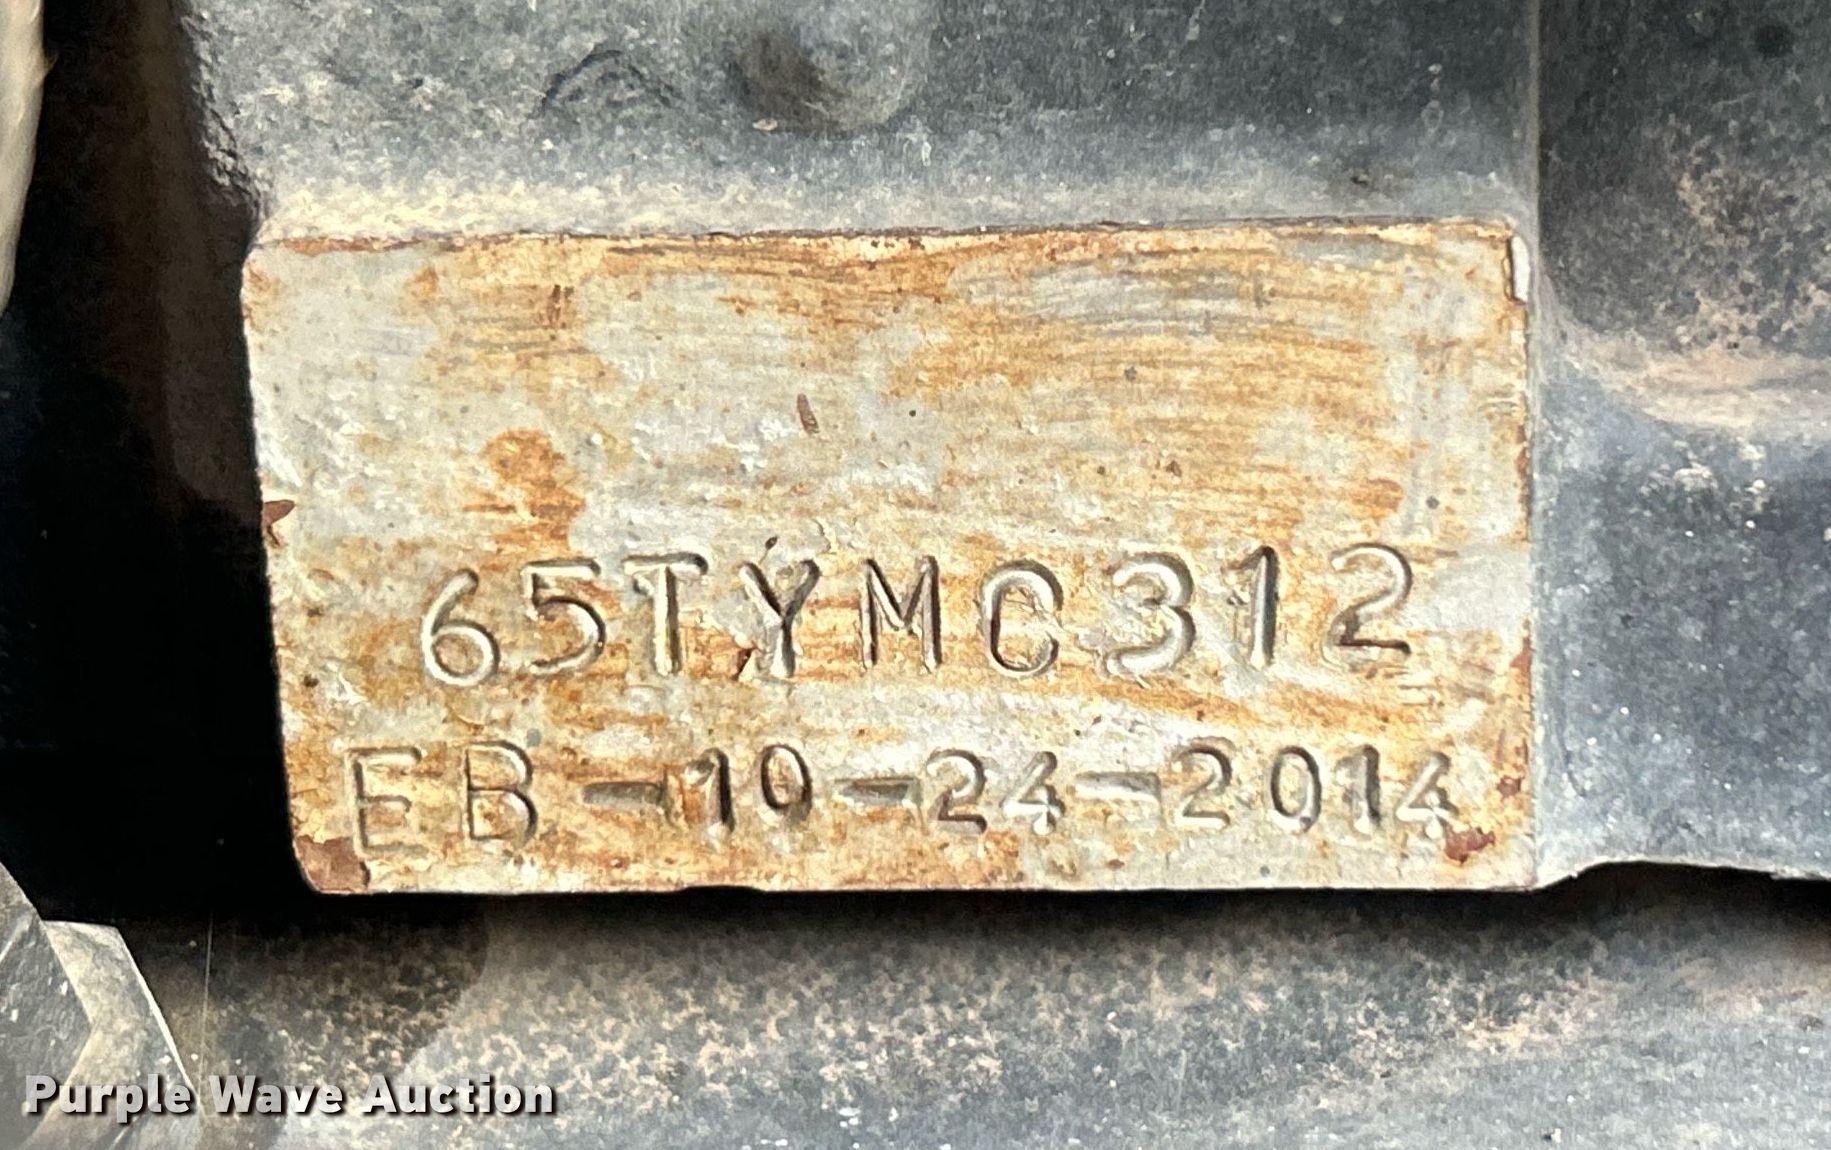 65TYMC312
EB-10-24-2014
Purple Wave Auction